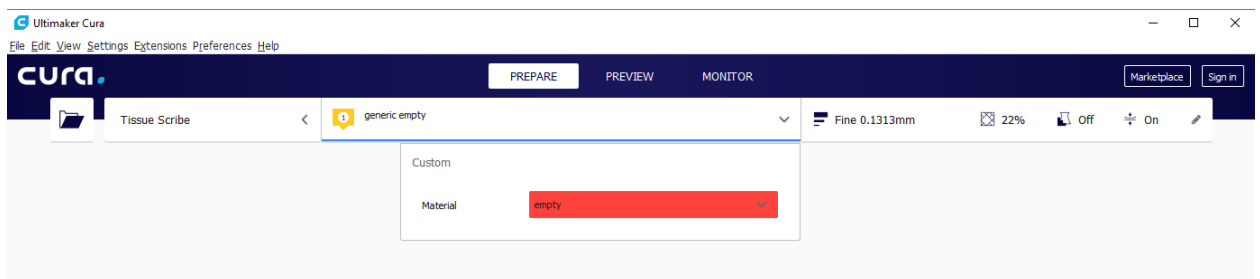 Ultimaker Cura
File Edit View Settings Extensions Preferences Help
cura.
PREPARE PREVIEW MONITOR
Marketplace Sign in
Tissue Scribe
1 generic empty
Fine 0.1313mm 22% Off On
Custom
Material empty